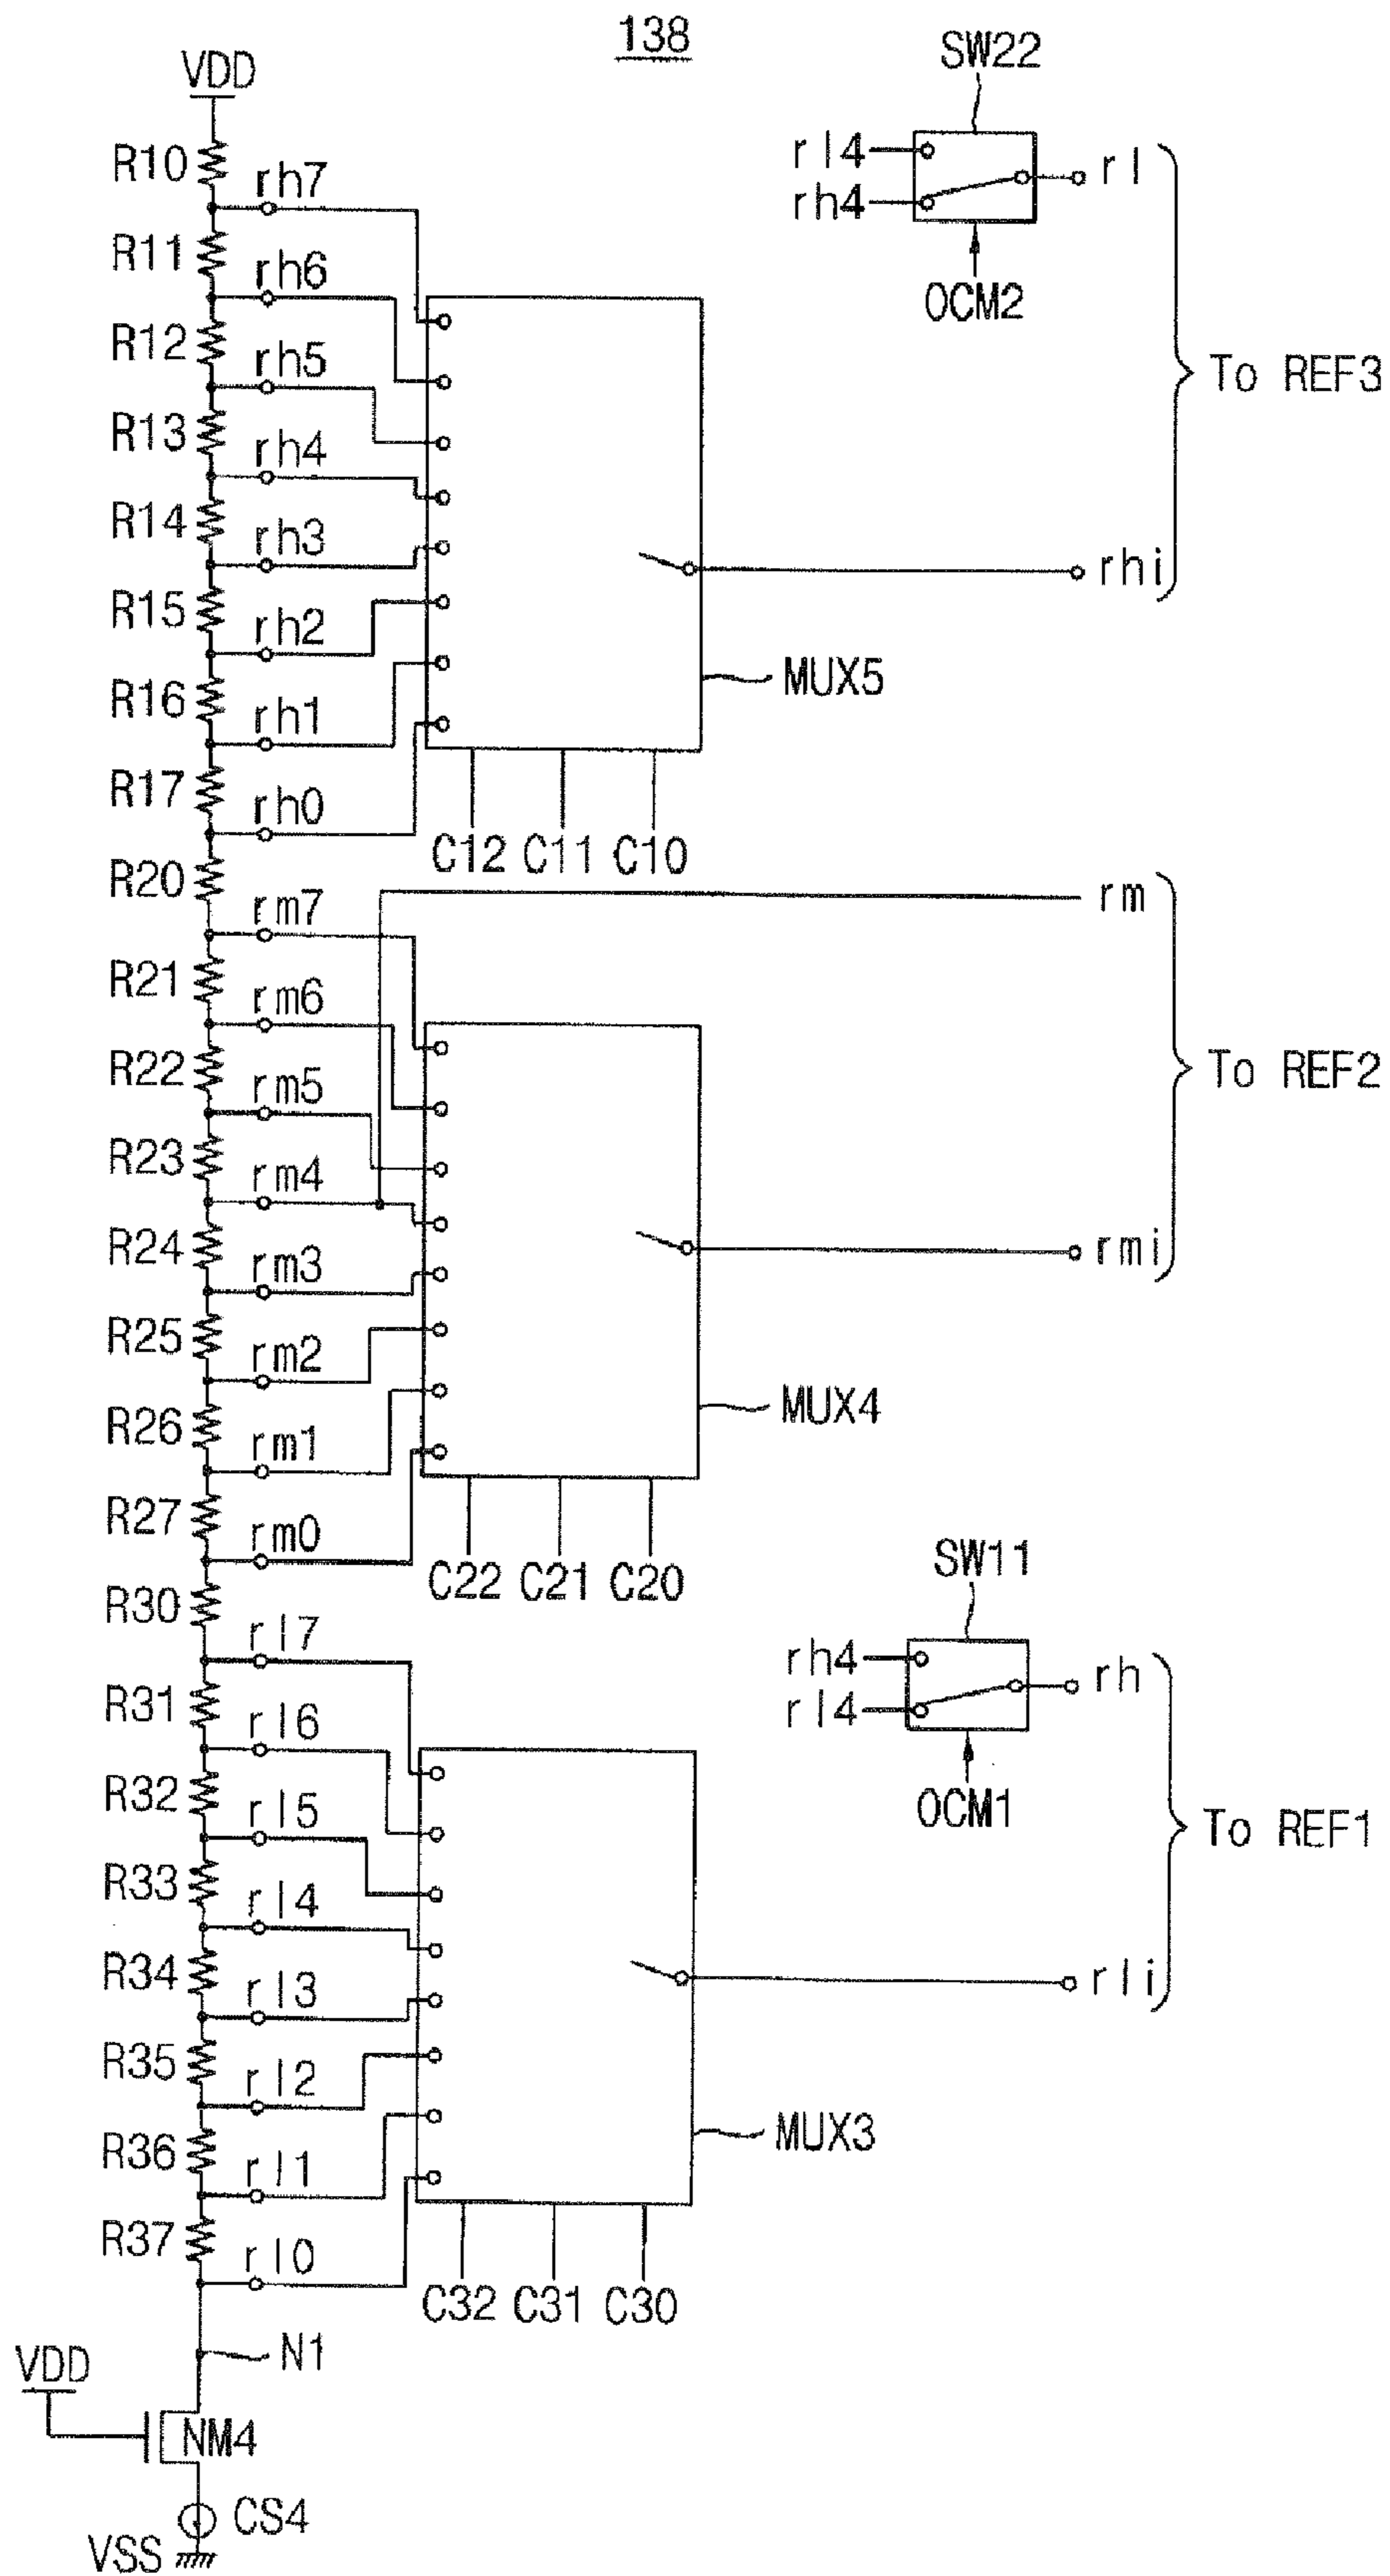 138
VDD
SW22
R10
rh7
rl4
rh4
rl
R11
rh6
OCM2
R12
rh5
To REF3
R13
rh4
R14
rh3
rhi
R15
rh2
MUX5
R16
rh1
R17
rh0
C12 C11 C10
R20
rm7
rm
R21
rm6
R22
rm5
To REF2
R23
rm4
R24
rm3
rmi
R25
rm2
MUX4
R26
rm1
R27
rm0
C22 C21 C20
SW11
R30
rl7
rh4
rl4
rh
R31
rl6
R32
rl5
OCM1
To REF1
R33
rl4
R34
rl3
rli
R35
rl2
MUX3
R36
rl1
R37
rl0
C32 C31 C30
N1
VDD
NM4
CS4
VSS